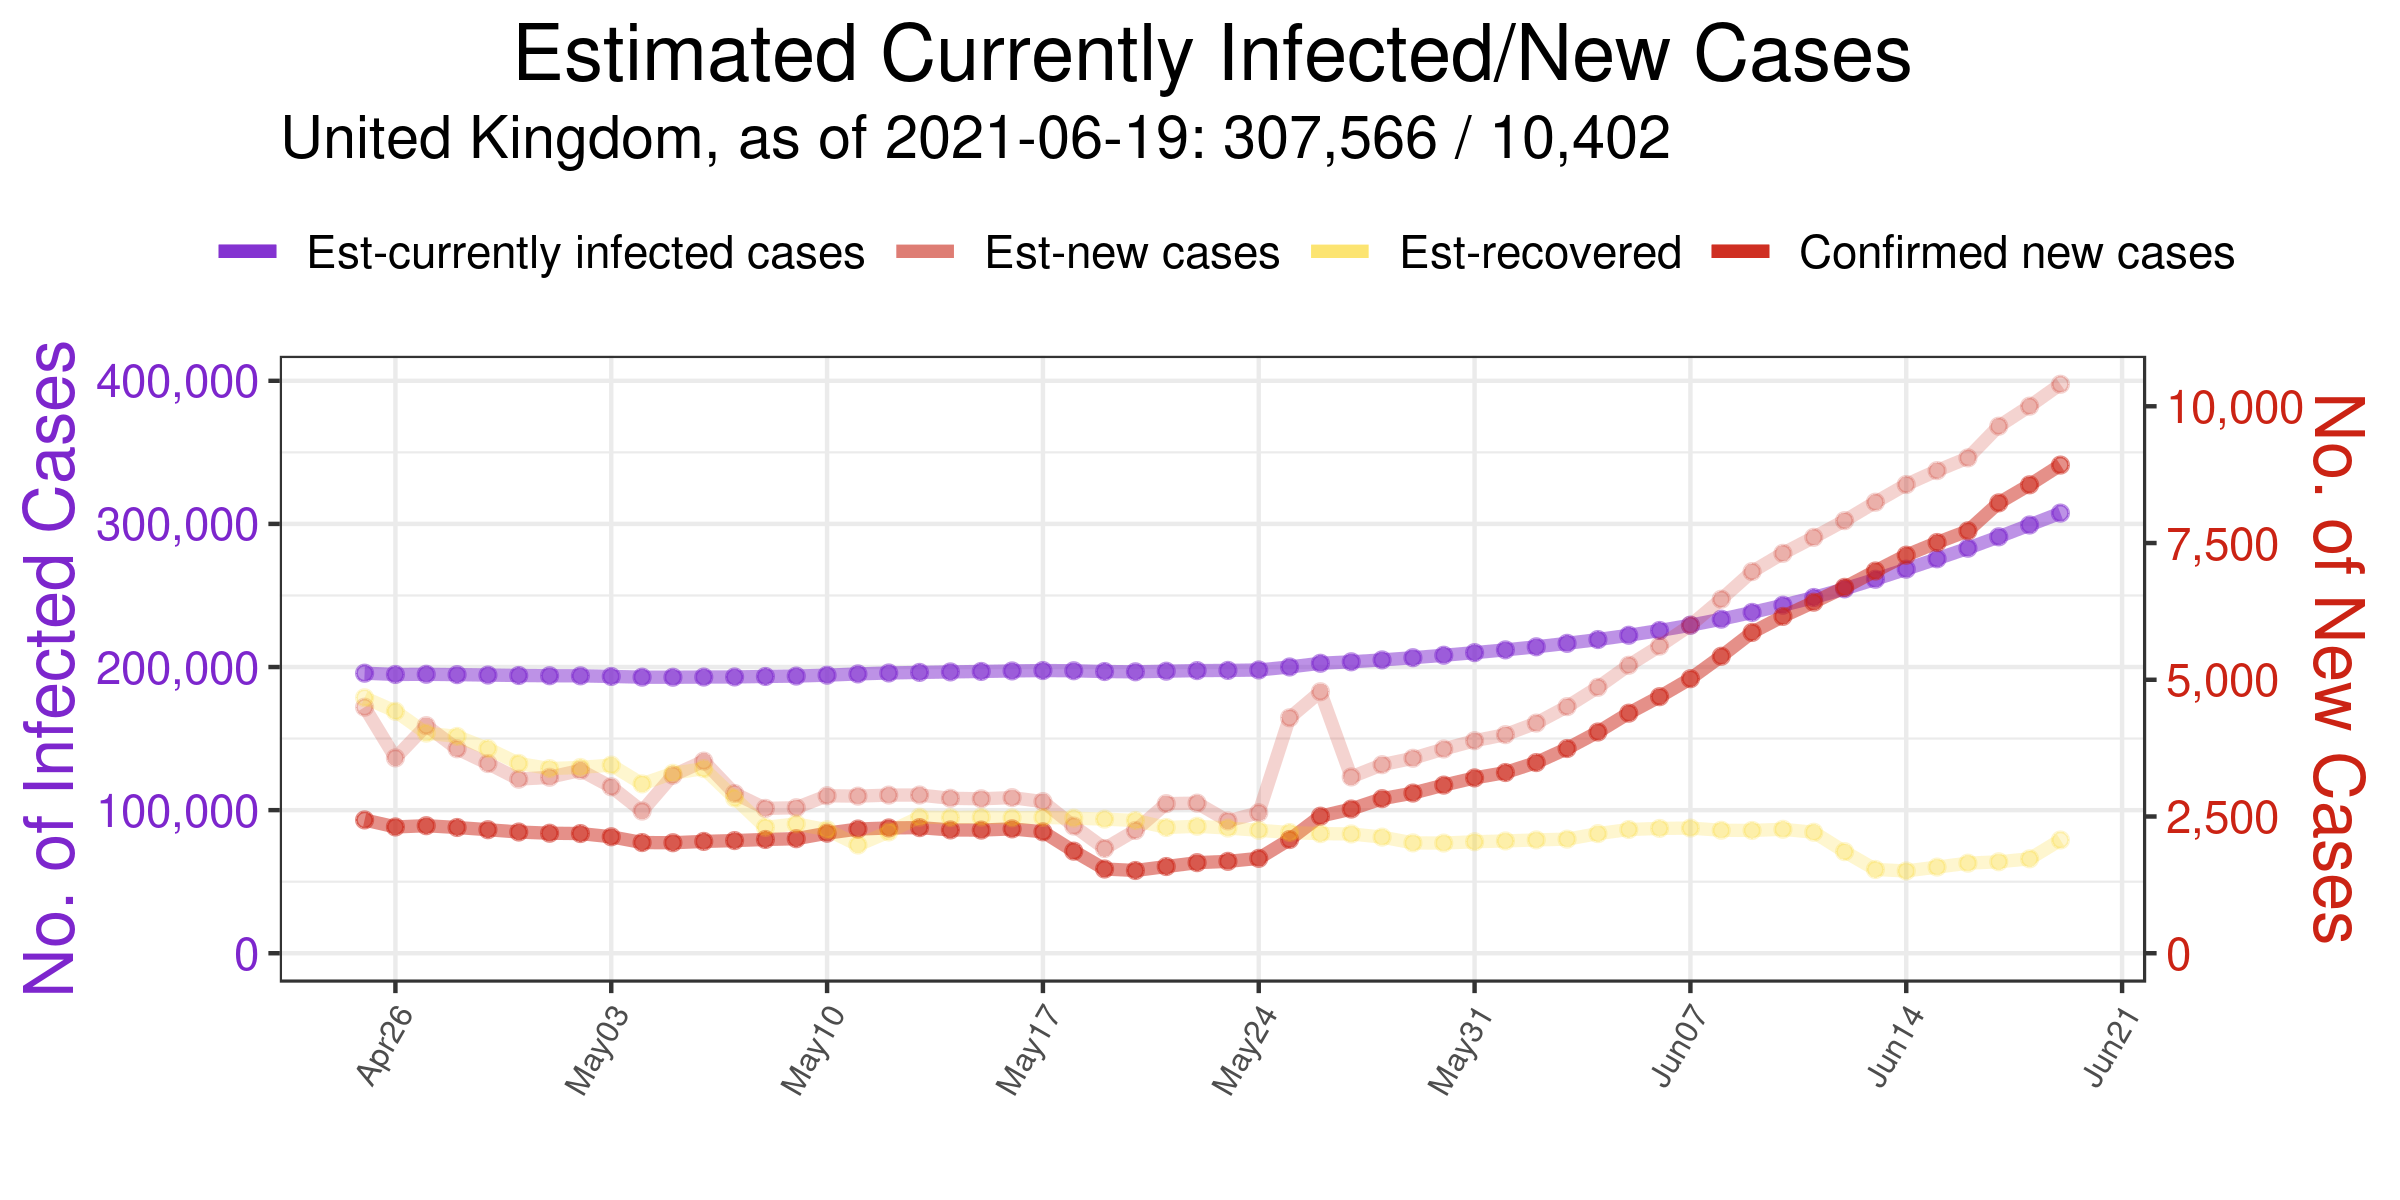 Estimated Currently Infected/New Cases
United Kingdom, as of 2021-06-19: 307,566 / 10,402
Est-currently infected cases Est-new cases Est-recovered Confirmed new cases
No. of Infected Cases
400,000
300,000
200,000
100,000
0
10,000
7,500
5,000
2,500
0
No. of New Cases
Apr26 May03 May10 May17 May24 May31 Jun07 Jun14 Jun21